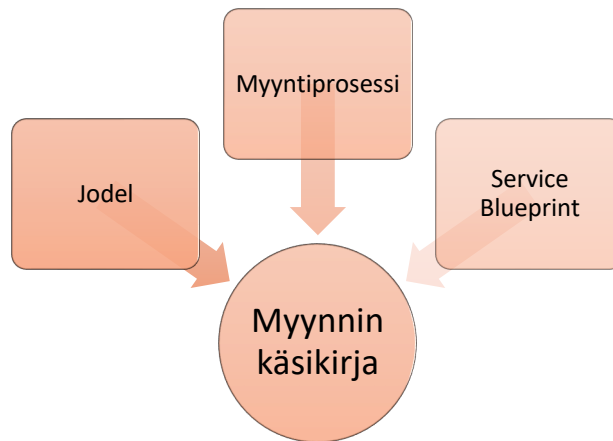 Myyntiprosessi
Jodel
Service
Blueprint
Myynnin
käsikirja